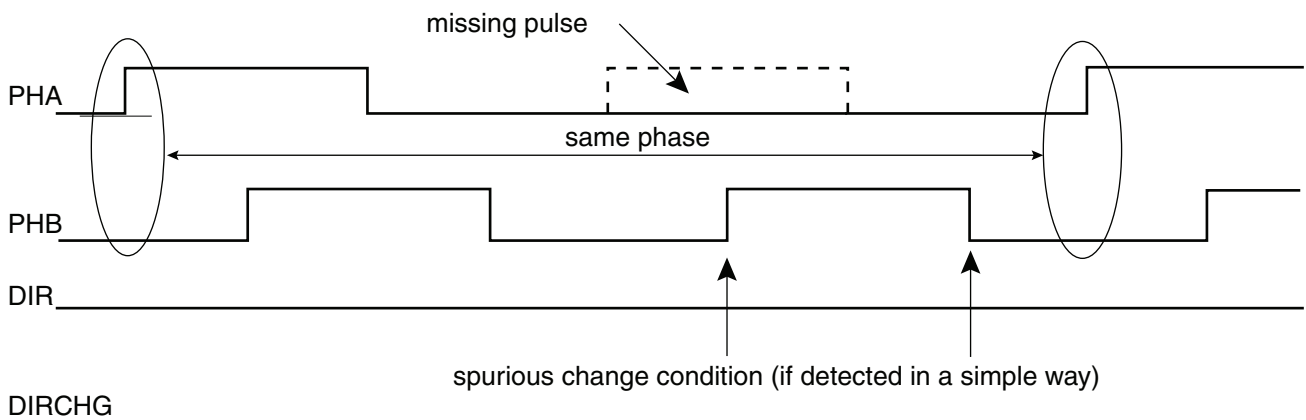 missing pulse
PHA
same phase
PHB
DIR
spurious change condition (if detected in a simple way)
DIRCHG